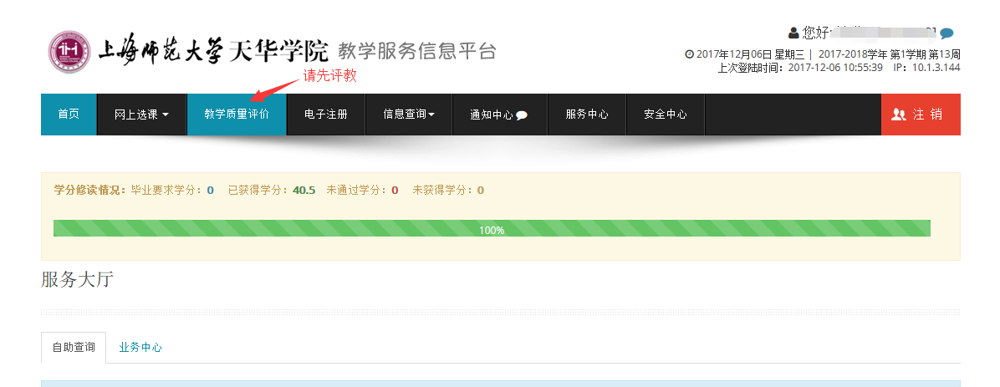 上海师范大学天华学院 教学服务信息平台
您好:
2017年12月06日 星期三 | 2017-2018学年 第1学期 第13周
上次登陆时间：2017-12-06 10:55:39 IP：10.1.3.144
请先评教
首页 网上选课 教学质量评价 电子注册 信息查询 通知中心 服务中心 安全中心 注 销
学分修读情况：毕业要求学分：0 已获得学分：40.5 未通过学分：0 未获得学分：0
100%
服务大厅
自助查询 业务中心